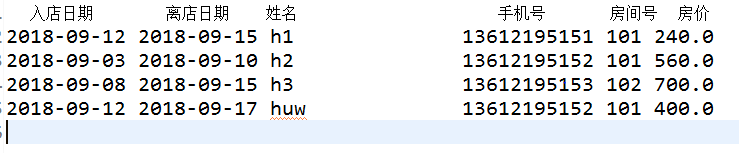 入店日期 离店日期 姓名 手机号 房间号 房价
2018-09-12 2018-09-15 h1 13612195151 101 240.0
2018-09-03 2018-09-10 h2 13612195152 101 560.0
2018-09-08 2018-09-15 h3 13612195153 102 700.0
2018-09-12 2018-09-17 huw 13612195152 101 400.0